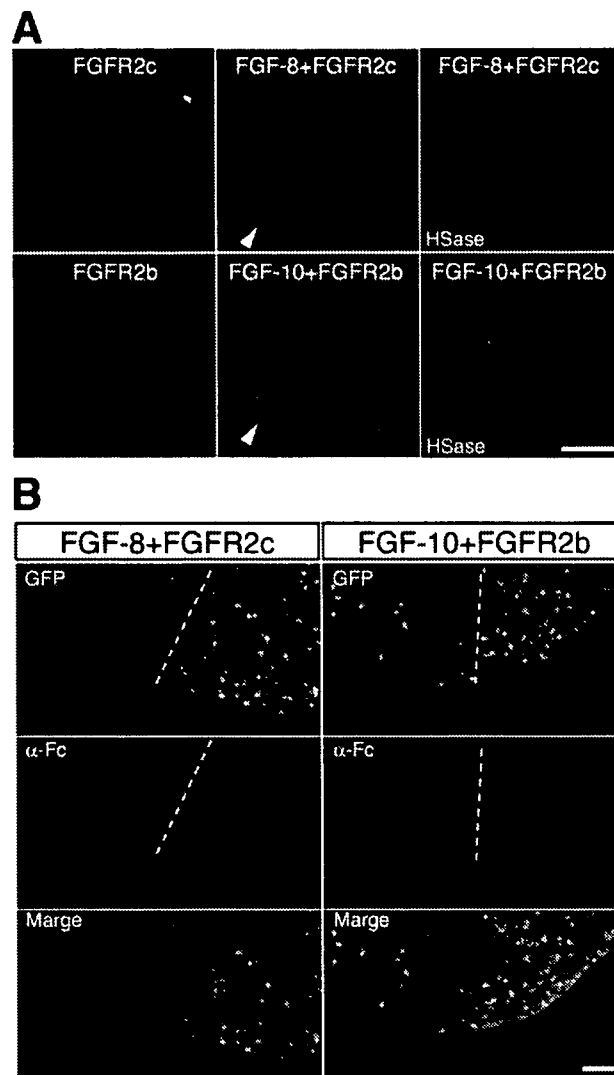 A
FGFR2c
FGF-8+FGFR2c
FGF-8+FGFR2c
HSase
FGFR2b
FGF-10+FGFR2b
FGF-10+FGFR2b
HSase
B
FGF-8+FGFR2c
FGF-10+FGFR2b
GFP
GFP
α-Fc
α-Fc
Marge
Marge